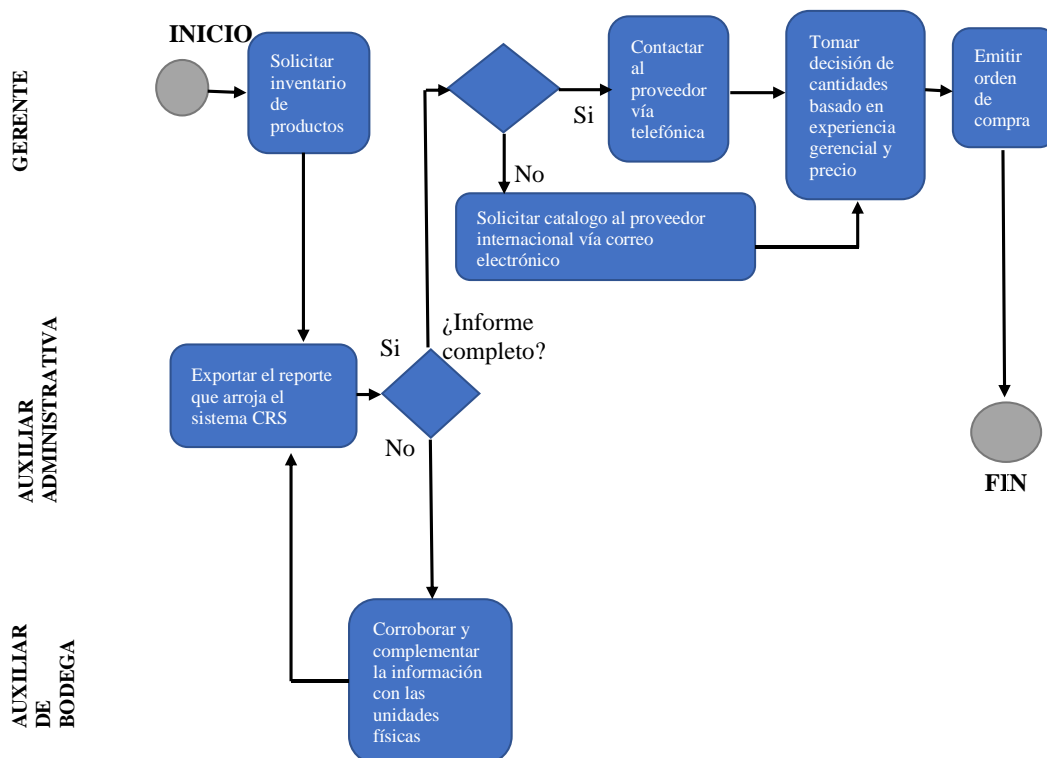 GERENTE
INICIO
Solicitar
inventario
de
productos
Si
No
Contactar
al
proveedor
vía
telefónica
Tomar
decisión de
cantidades
basado en
experiencia
gerencial y
precio
Emitir
orden
de
compra
Solicitar catalogo al proveedor
internacional vía correo
electrónico
AUXILIAR
ADMINISTRATIVA
Exportar el reporte
que arroja el
sistema CRS
Si
¿Informe
completo?
No
FIN
AUXILIAR
DE
BODEGA
Corroborar y
complementar
la información
con las
unidades
físicas